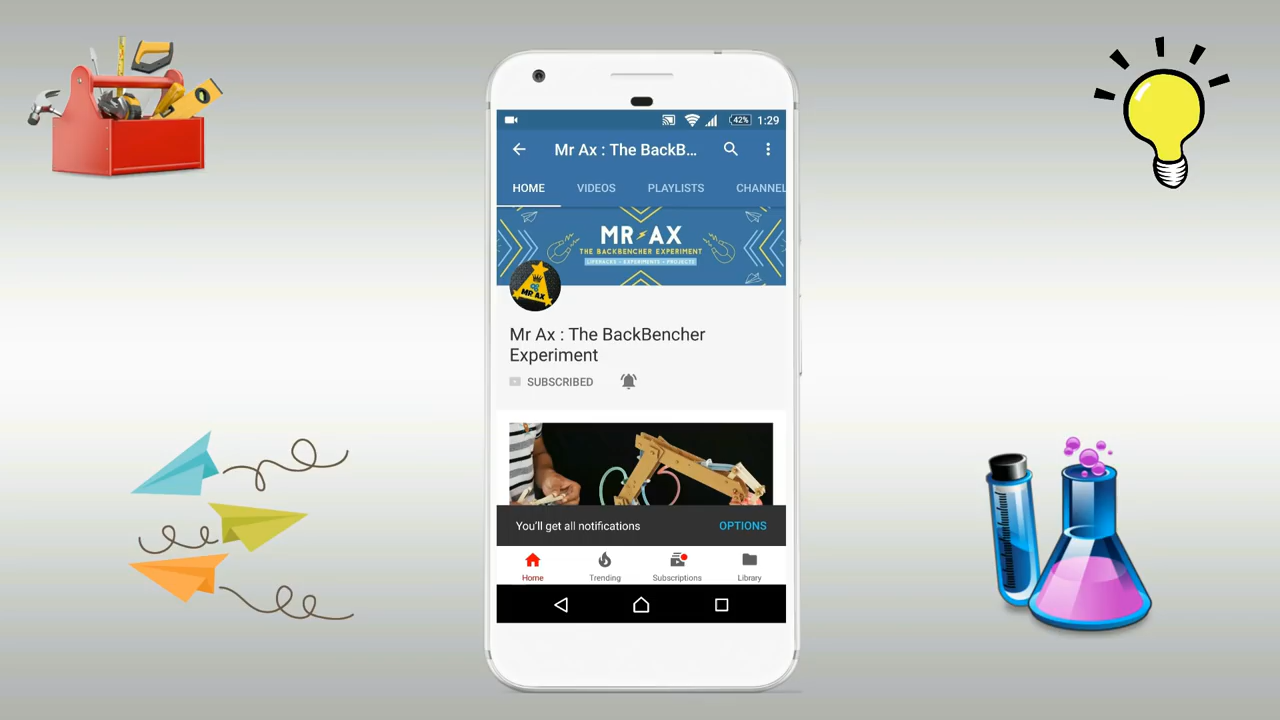 42% 1:29
Mr Ax : The BackB...
HOME VIDEOS PLAYLISTS CHANNEL
MR AX
THE BACKBENCHER EXPERIMENT
LIFEHACKS • EXPERIMENTS • PROJECTS
MR AX
Mr Ax : The BackBencher
Experiment
SUBSCRIBED
You'll get all notifications OPTIONS
Home Trending Subscriptions Library